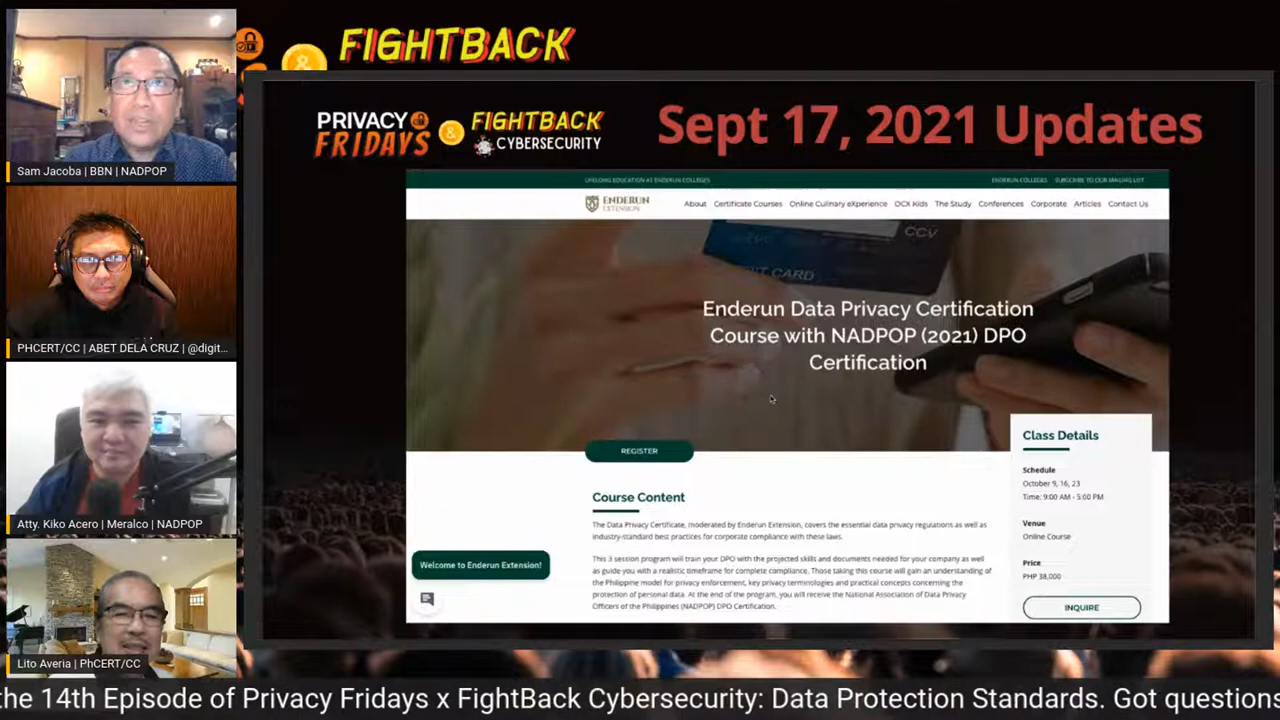 FIGHTBACK
&
PRIVACY
FRIDAYS
&
FIGHTBACK
CYBERSECURITY
Sept 17, 2021 Updates
Sam Jacoba | BBN | NADPOP
PHCERT/CC | ABET DELA CRUZ | @digit...
Atty. Kiko Acero | Meralco | NADPOP
Lito Averia | PhCERT/CC
LIFELONG EDUCATION AT ENDERUN COLLEGES
ENDERUN COLLEGES SUBSCRIBE TO OUR MAILING LIST
ENDERUN
EXTENSION
About Certificate Courses Online Culinary eXperience OCX Kids The Study Conferences Corporate Articles Contact Us
CCV
CARD
Enderun Data Privacy Certification
Course with NADPOP (2021) DPO
Certification
REGISTER
Course Content
The Data Privacy Certificate, moderated by Enderun Extension, covers the essential data privacy regulations as well as
industry-standard best practices for corporate compliance with these laws.
This 3 session program will train your DPO with the projected skills and documents needed for your company as well
as guide you with a realistic timeframe for complete compliance. Those taking this course will gain an understanding of
the Philippine model for privacy enforcement, key privacy terminologies and practical concepts concerning the
protection of personal data. At the end of the program, you will receive the National Association of Data Privacy
Officers of the Philippines (NADPOP) DPO Certification.
Welcome to Enderun Extension!
Class Details
Schedule
October 9, 16, 23
Time: 9:00 AM - 5:00 PM
Venue
Online Course
Price
PHP 38,000
INQUIRE
the 14th Episode of Privacy Fridays x FightBack Cybersecurity: Data Protection Standards. Got questions